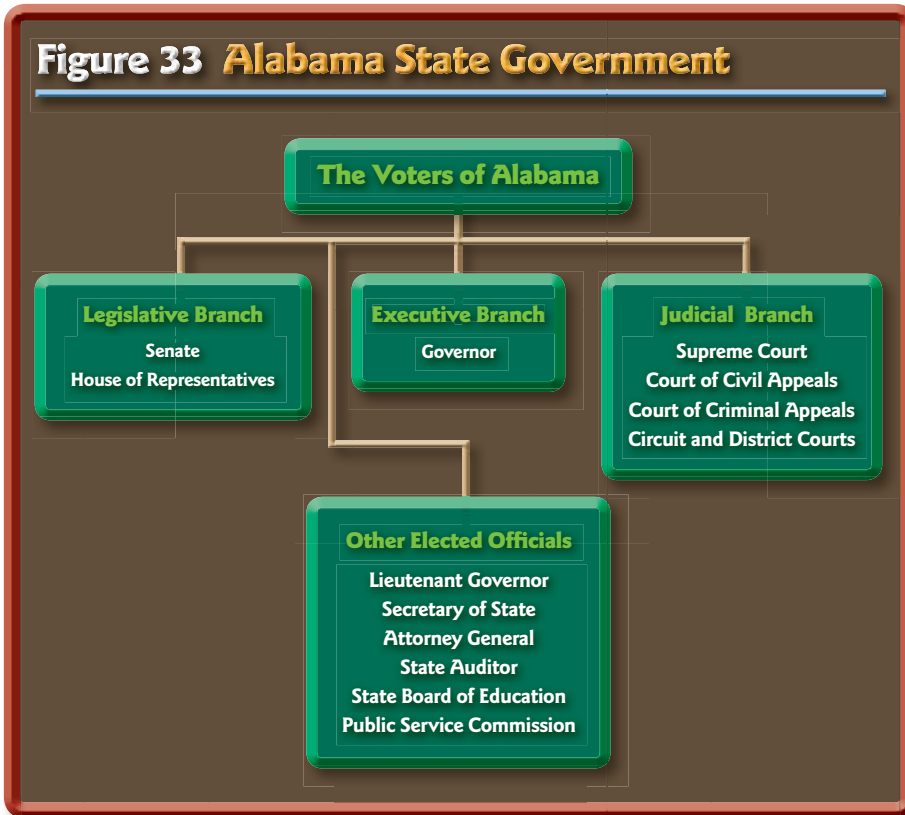 Figure 33 Alabama State Government
The Voters of Alabama
Legislative Branch
Senate
House of Representatives
Executive Branch
Governor
Judicial Branch
Supreme Court
Court of Civil Appeals
Court of Criminal Appeals
Circuit and District Courts
Other Elected Officials
Lieutenant Governor
Secretary of State
Attorney General
State Auditor
State Board of Education
Public Service Commission